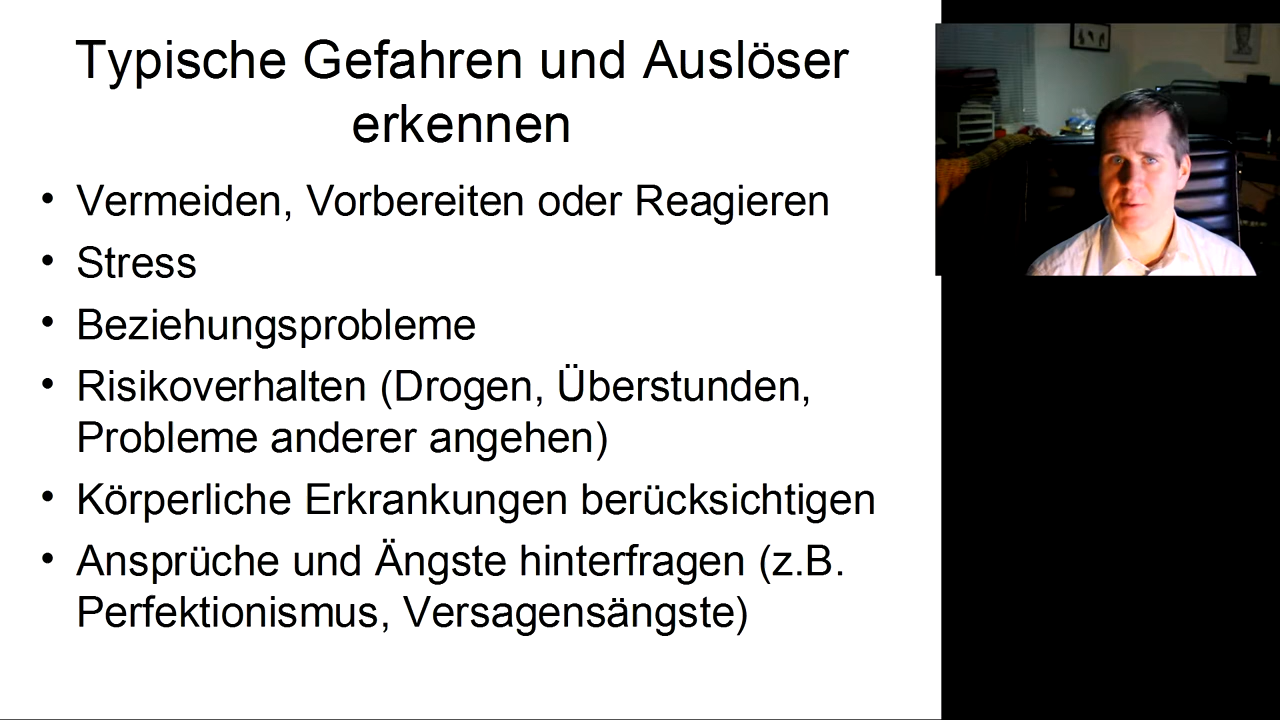 Typische Gefahren und Auslöser
erkennen
• Vermeiden, Vorbereiten oder Reagieren
• Stress
• Beziehungsprobleme
• Risikoverhalten (Drogen, Überstunden,
Probleme anderer angehen)
• Körperliche Erkrankungen berücksichtigen
• Ansprüche und Ängste hinterfragen (z.B.
Perfektionismus, Versagensängste)